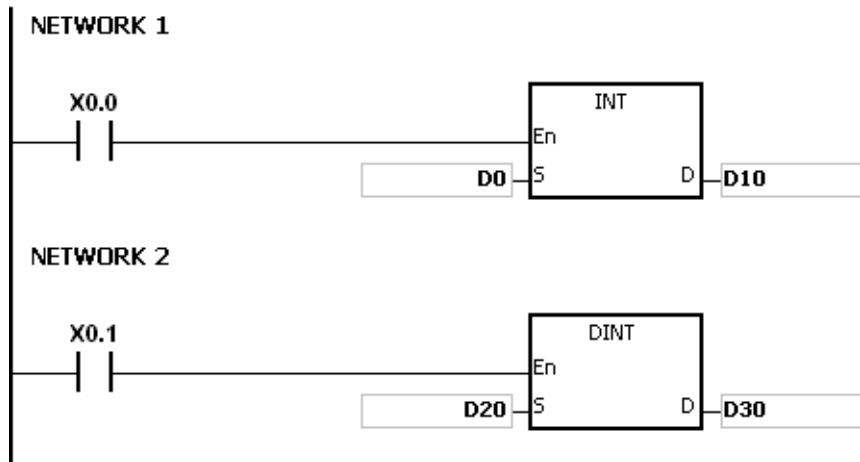 NETWORK 1
X0.0
INT
En
D0 S D D10
NETWORK 2
X0.1
DINT
En
D20 S D D30